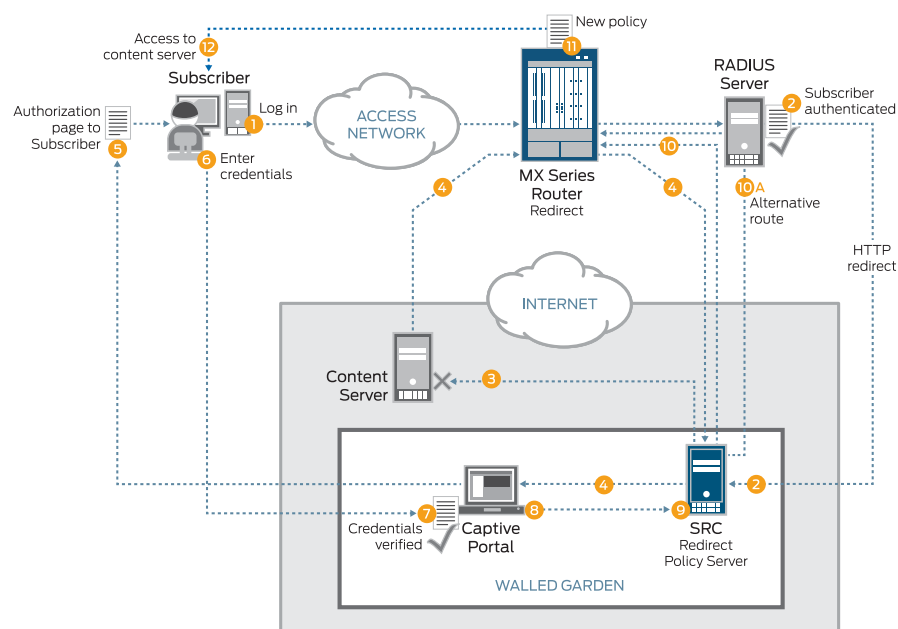 New policy
11
Access to
content server
12
Subscriber
Log in
1
ACCESS
NETWORK
RADIUS
Server
2
Subscriber
authenticated
Authorization
page to
Subscriber
5
6
Enter
credentials
4
MX Series
Router
Redirect
10
4
10 A
Alternative
route
HTTP
redirect
INTERNET
Content
Server
3
4
2
7
8
9
Credentials
verified
Captive
Portal
SRC
Redirect
Policy Server
WALLED GARDEN